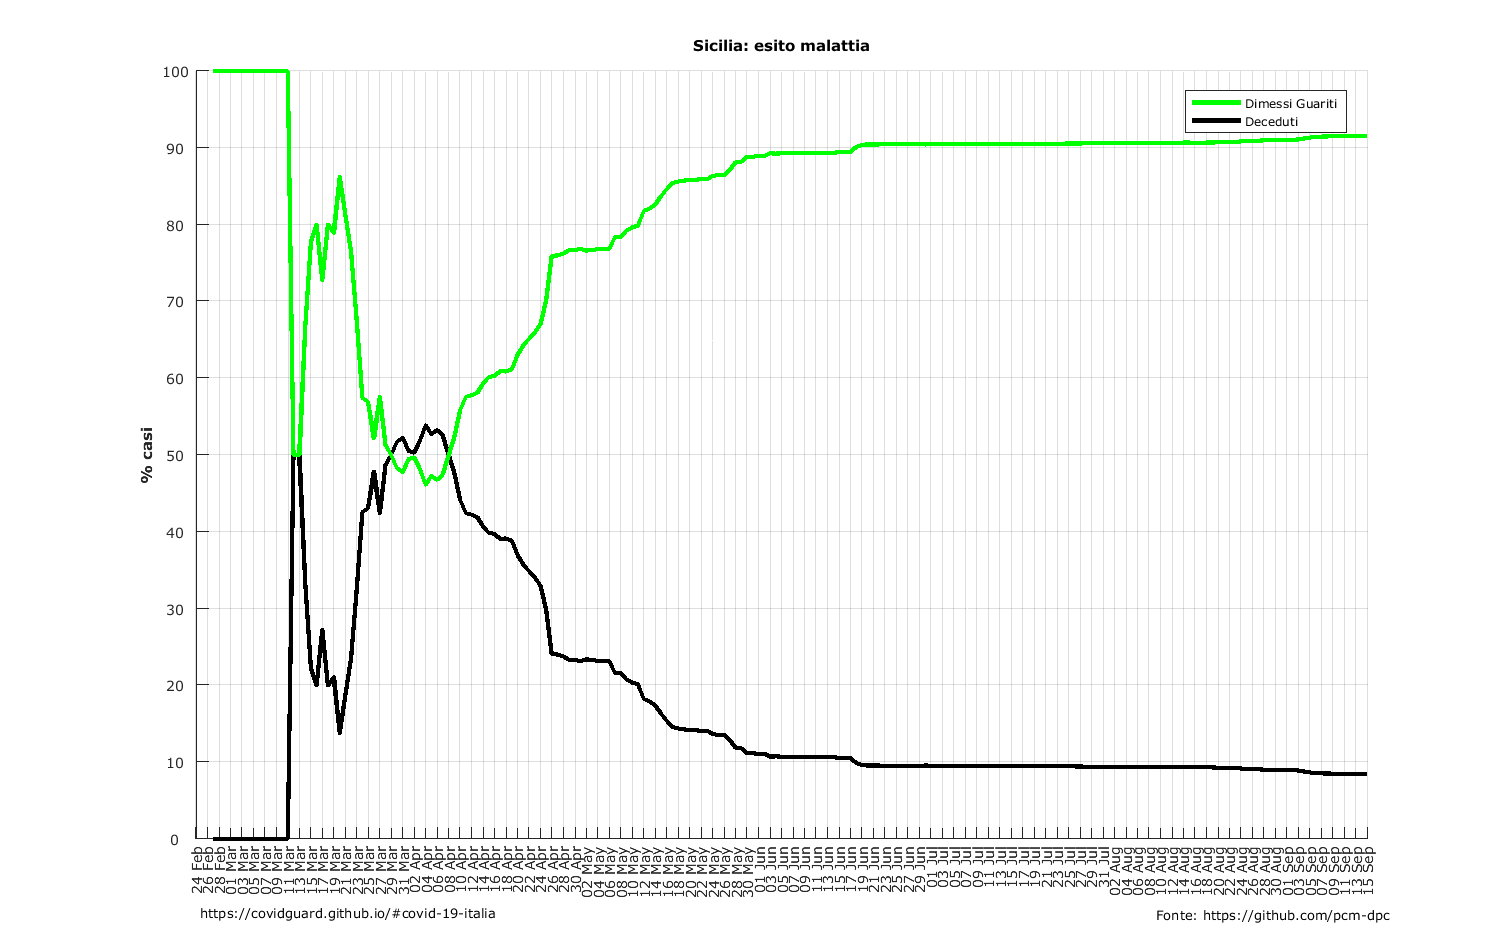 Sicilia: esito malattia
100
90
80
70
60
50
40
30
20
10
0
% casi
Dimessi Guariti
Deceduti
24 Feb
26 Feb
28 Feb
01 Mar
03 Mar
05 Mar
07 Mar
09 Mar
11 Mar
13 Mar
15 Mar
17 Mar
19 Mar
21 Mar
23 Mar
25 Mar
27 Mar
29 Mar
31 Mar
02 Apr
04 Apr
06 Apr
08 Apr
10 Apr
12 Apr
14 Apr
16 Apr
18 Apr
20 Apr
22 Apr
24 Apr
26 Apr
28 Apr
30 Apr
02 May
04 May
06 May
08 May
10 May
12 May
14 May
16 May
18 May
20 May
22 May
24 May
26 May
28 May
30 May
01 Jun
03 Jun
05 Jun
07 Jun
09 Jun
11 Jun
13 Jun
15 Jun
17 Jun
19 Jun
21 Jun
23 Jun
25 Jun
27 Jun
29 Jun
01 Jul
03 Jul
05 Jul
07 Jul
09 Jul
11 Jul
13 Jul
15 Jul
17 Jul
19 Jul
21 Jul
23 Jul
25 Jul
27 Jul
29 Jul
31 Jul
02 Aug
04 Aug
06 Aug
08 Aug
10 Aug
12 Aug
14 Aug
16 Aug
18 Aug
20 Aug
22 Aug
24 Aug
26 Aug
28 Aug
30 Aug
01 Sep
03 Sep
05 Sep
07 Sep
09 Sep
11 Sep
13 Sep
15 Sep
https://covidguard.github.io/#covid-19-italia
Fonte: https://github.com/pcm-dpc